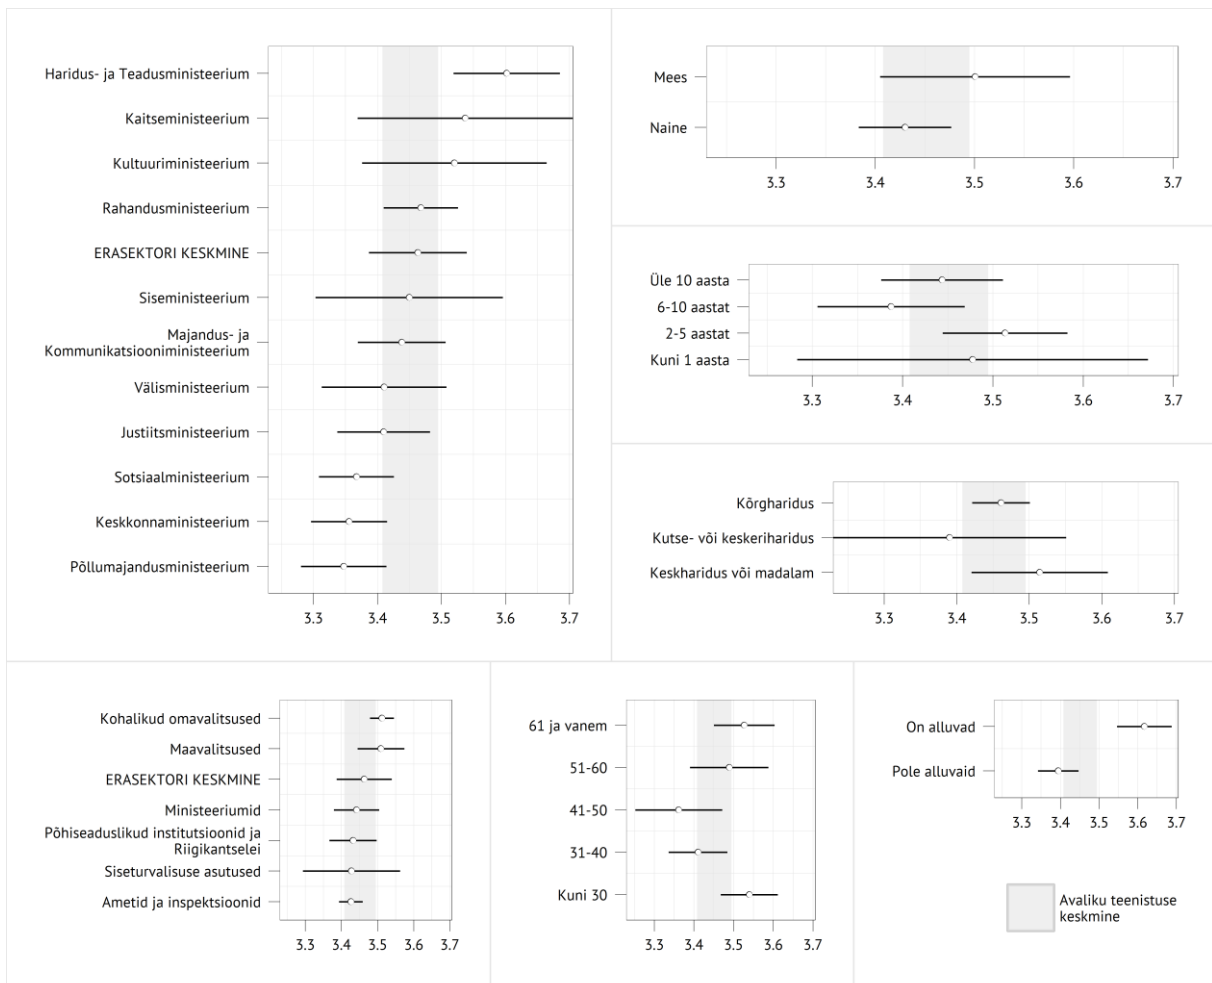 Haridus- ja Teadusministeerium
Kaitseministeerium
Kultuuriministeerium
Rahandusministeerium
ERASEKTORI KESKMINE
Siseministeerium
Majandus- ja
Kommunikatsiooniministeerium
Välisministeerium
Justiitsministeerium
Sotsiaalministeerium
Keskkonnaministeerium
Põllumajandusministeerium
3.3 3.4 3.5 3.6 3.7
Mees
Naine
3.3 3.4 3.5 3.6 3.7
Üle 10 aasta
6-10 aastat
2-5 aastat
Kuni 1 aasta
3.3 3.4 3.5 3.6 3.7
Kõrgharidus
Kutse- või keskeriharidus
Keskharidus või madalam
3.3 3.4 3.5 3.6 3.7
Kohalikud omavalitsused
Maavalitsused
ERASEKTORI KESKMINE
Ministeeriumid
Põhiseaduslikud institutsioonid ja
Riigikantselei
Siseturvalisuse asutused
Ametid ja inspektsioonid
3.3 3.4 3.5 3.6 3.7
61 ja vanem
51-60
41-50
31-40
Kuni 30
3.3 3.4 3.5 3.6 3.7
On alluvad
Pole alluvaid
3.3 3.4 3.5 3.6 3.7
Avaliku teenistuse
keskmine